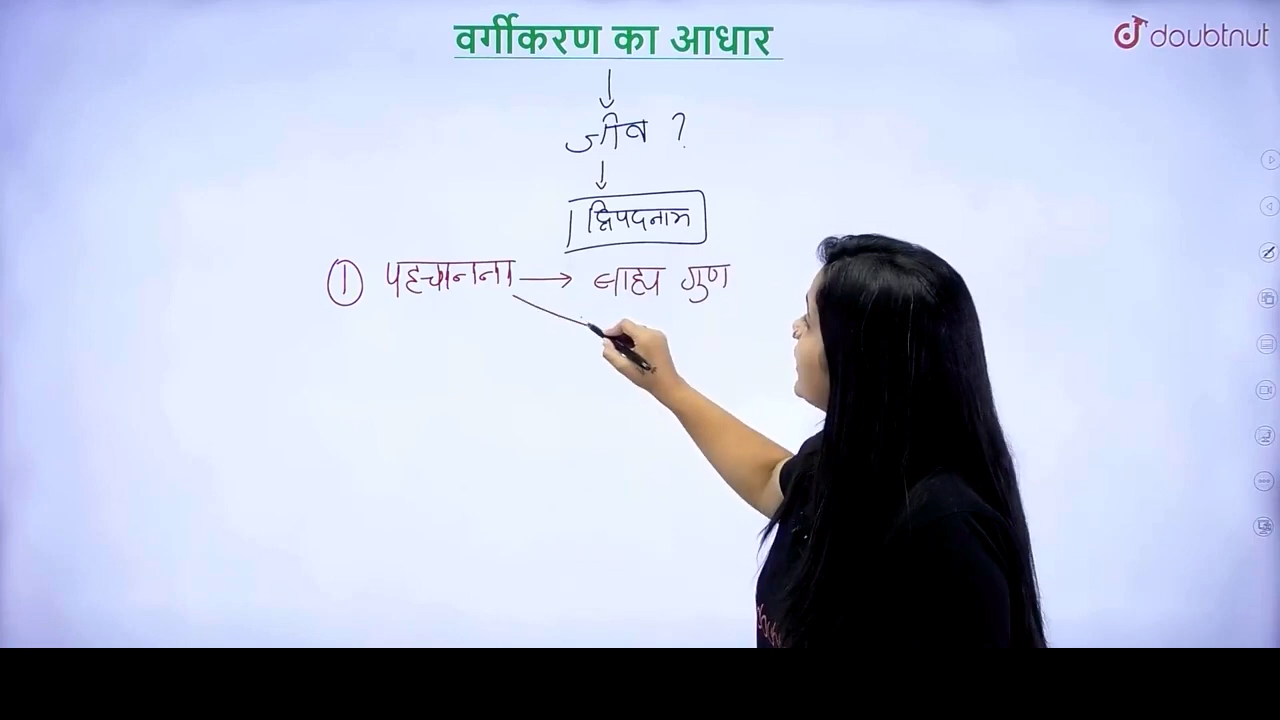 वर्गीकरण का आधार
doubtnut
जीव ?
द्विपदनाम
① पहचानना → बाह्य गुण